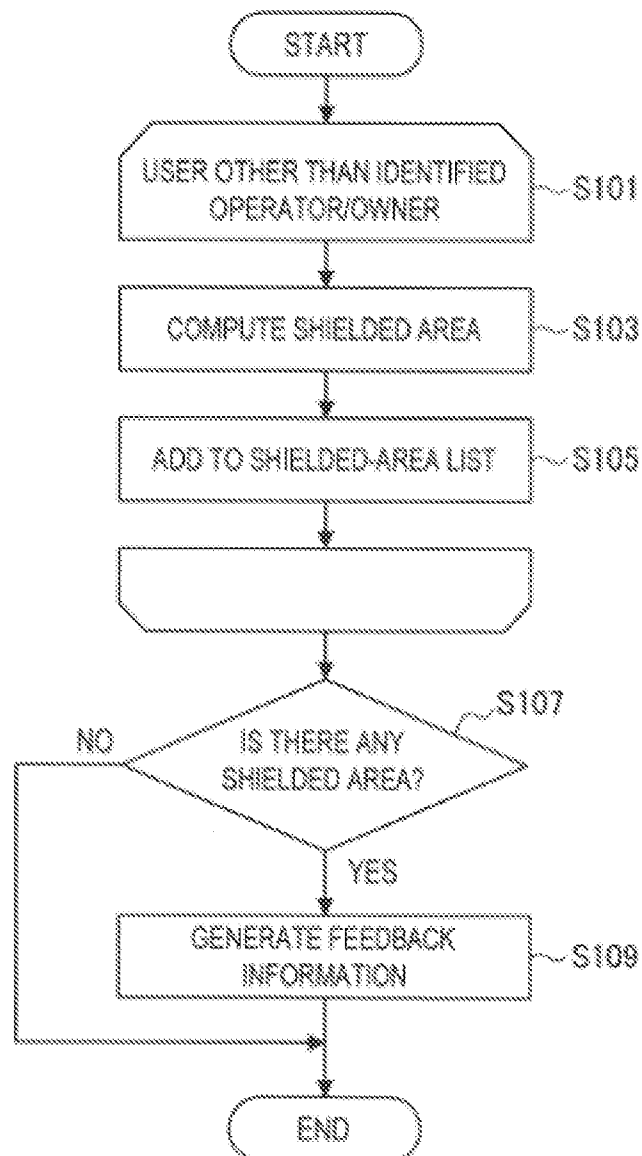 START
USER OTHER THAN IDENTIFIED
OPERATOR/OWNER
S101
COMPUTE SHIELDED AREA
S103
ADD TO SHIELDED-AREA LIST
S105
S107
NO
IS THERE ANY
SHIELDED AREA?
YES
GENERATE FEEDBACK
INFORMATION
S109
END